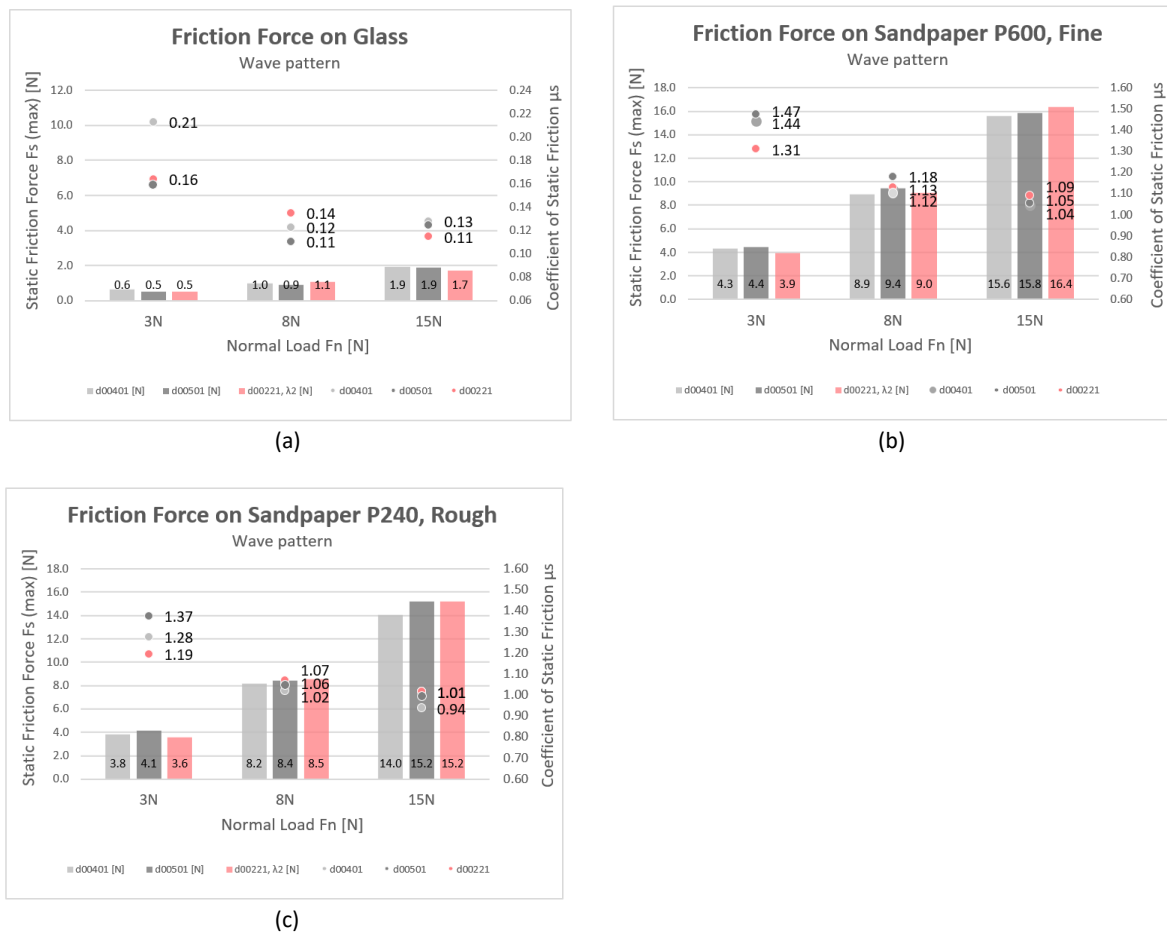 Friction Force on Glass
Wave pattern
Static Friction Force Fs (max) [N]
12.0
10.0
8.0
6.0
4.0
2.0
0.0
0.24
0.22
0.20
0.18
0.16
0.14
0.12
0.10
0.08
0.06
Coefficient of Static Friction µs
0.21
0.16
0.14
0.12
0.11
0.13
0.11
0.6 0.5 0.5
1.0 0.9 1.1
1.9 1.9 1.7
3N 8N 15N
Normal Load Fn [N]
d00401 [N] d00501 [N] d00221, λ2 [N] d00401 d00501 d00221
(a)
Friction Force on Sandpaper P600, Fine
Wave pattern
Static Friction Force Fs (max) [N]
18.0
16.0
14.0
12.0
10.0
8.0
6.0
4.0
2.0
0.0
1.60
1.50
1.40
1.30
1.20
1.10
1.00
0.90
0.80
0.70
0.60
Coefficient of Static Friction µs
1.47
1.44
1.31
1.18
1.13
1.12
1.09
1.05
1.04
4.3 4.4 3.9
8.9 9.4 9.0
15.6 15.8 16.4
3N 8N 15N
Normal Load Fn [N]
d00401 [N] d00501 [N] d00221, λ2 [N] d00401 d00501 d00221
(b)
Friction Force on Sandpaper P240, Rough
Wave pattern
Static Friction Force Fs (max) [N]
18.0
16.0
14.0
12.0
10.0
8.0
6.0
4.0
2.0
0.0
1.60
1.50
1.40
1.30
1.20
1.10
1.00
0.90
0.80
0.70
0.60
Coefficient of Static Friction µs
1.37
1.28
1.19
1.07
1.06
1.02
1.01
0.94
3.8 4.1 3.6
8.2 8.4 8.5
14.0 15.2 15.2
3N 8N 15N
Normal Load Fn [N]
d00401 [N] d00501 [N] d00221, λ2 [N] d00401 d00501 d00221
(c)